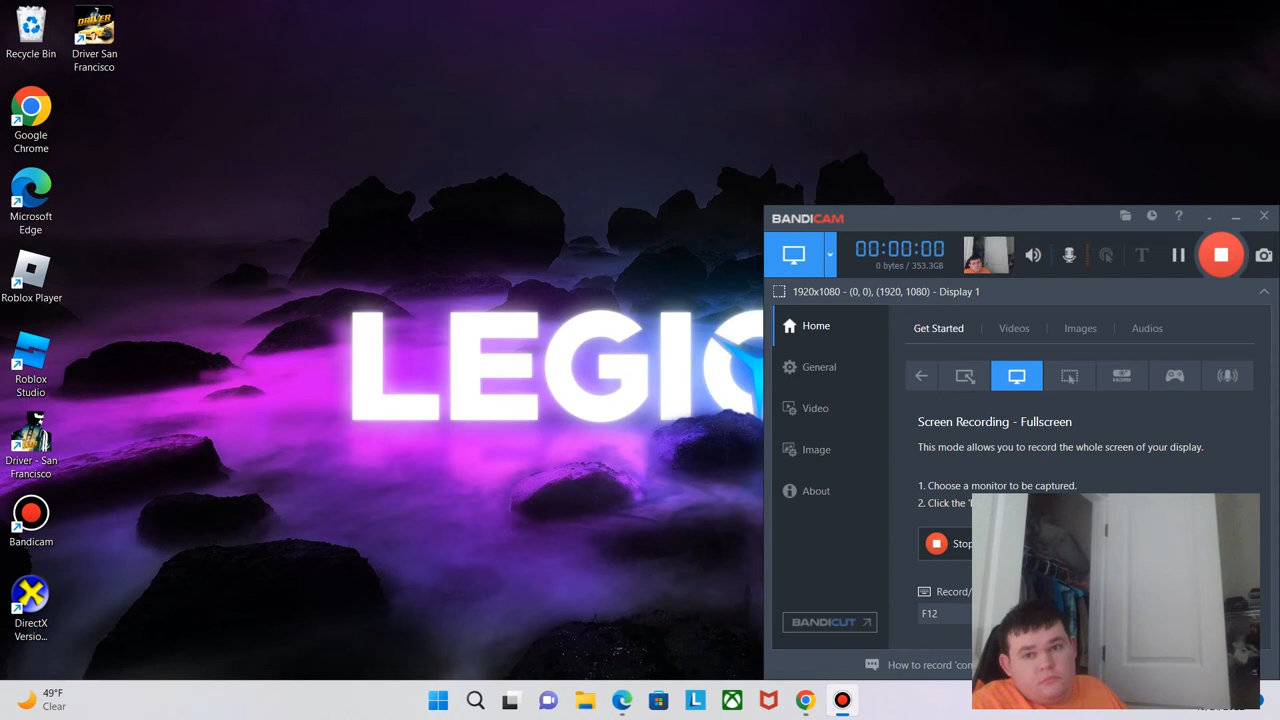 Recycle Bin
DRIVER
Driver San
Francisco
Google
Chrome
Microsoft
Edge
Roblox Player
Roblox
Studio
Driver - San
Francisco
Bandicam
DirectX
Versio...
LEGIO
BANDICAM
00:00:00
0 bytes / 353.3GB
1920x1080 - (0, 0), (1920, 1080) - Display 1
Home
General
Video
Image
About
BANDICUT
Get Started
Videos
Images
Audios
Screen Recording - Fullscreen
This mode allows you to record the whole screen of your display.
1. Choose a monitor to be captured.
2. Click the
Stop
Record/
F12
How to record 'con
49°F
Clear